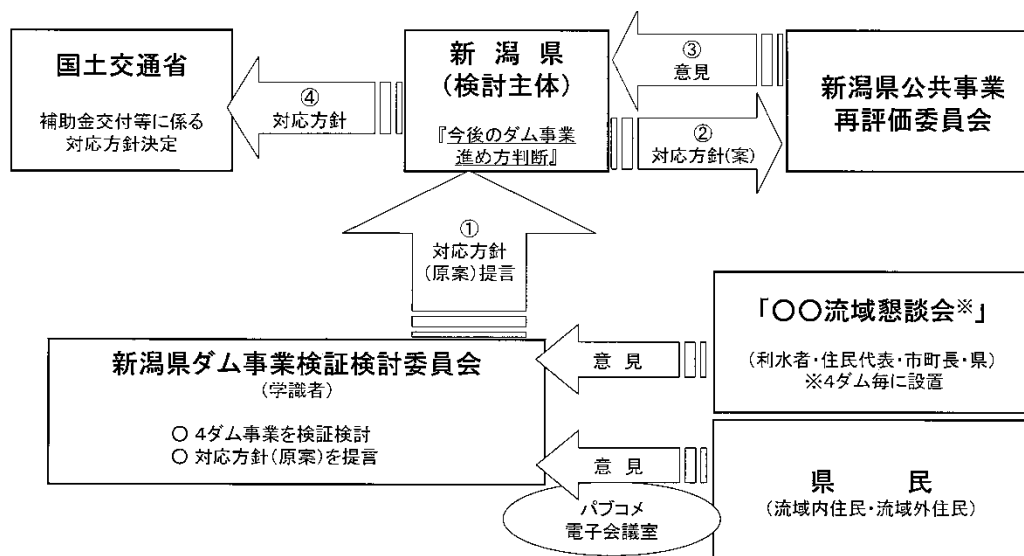 国土交通省
補助金交付等に係る
対応方針決定
④
対応方針
新潟県
(検討主体)
『今後のダム事業
進め方判断』
③
意見
②
対応方針(案)
新潟県公共事業
再評価委員会
①
対応方針
(原案)提言
新潟県ダム事業検証検討委員会
(学識者)
○ 4ダム事業を検証検討
○ 対応方針(原案)を提言
意見
「○○流域懇談会※」
(利水者・住民代表・市町長・県)
※4ダム毎に設置
意見
パブコメ
電子会議室
県民
(流域内住民・流域外住民)